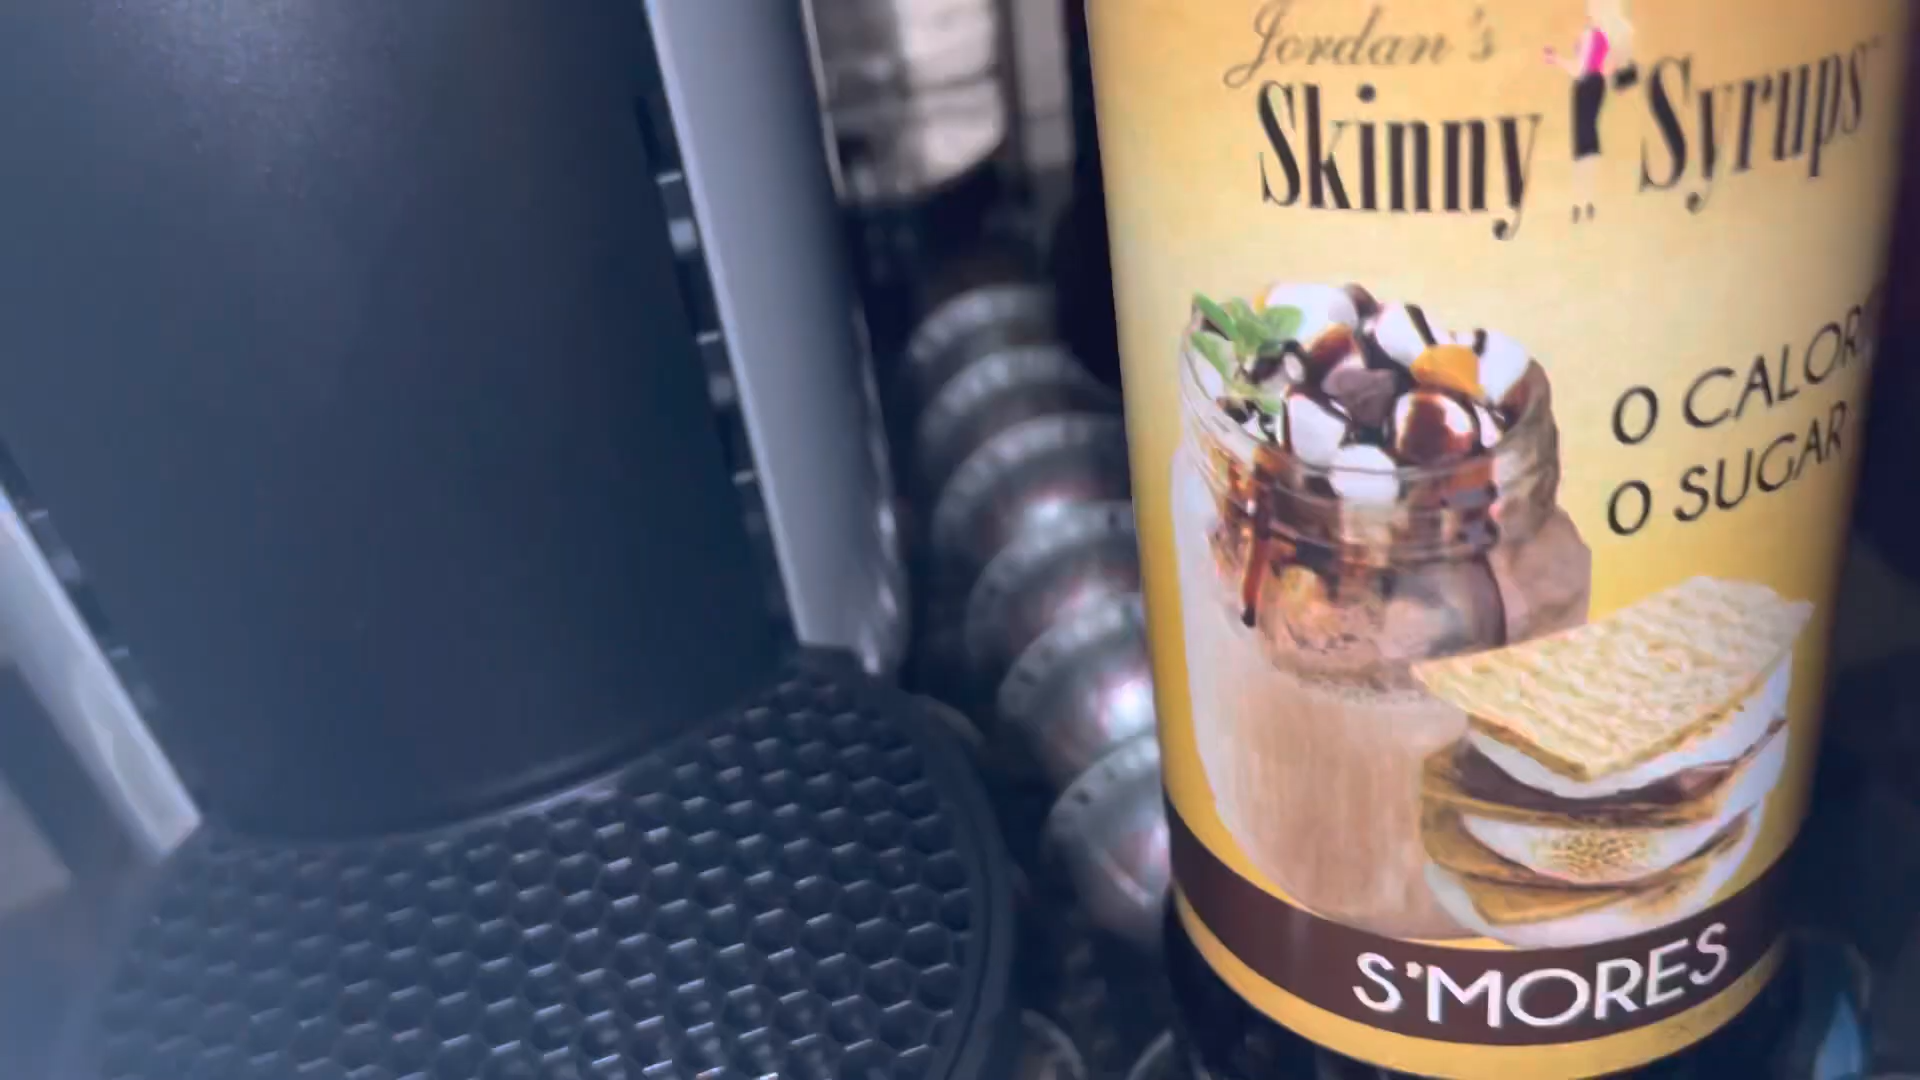 Jordan's
Skinny Syrups
0 CALOR
0 SUGAR
S'MORES